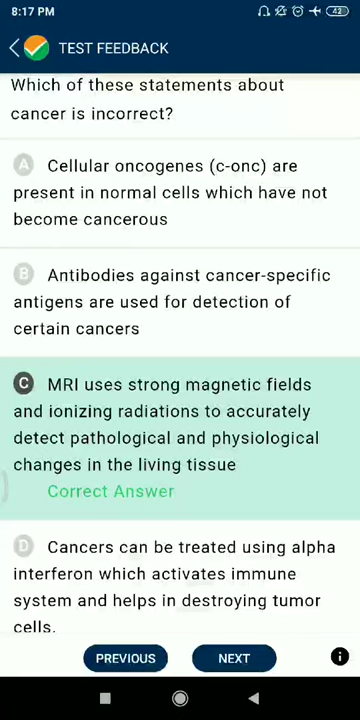 8:17 PM
42
TEST FEEDBACK
Which of these statements about
cancer is incorrect?
A Cellular oncogenes (c-onc) are
present in normal cells which have not
become cancerous
B Antibodies against cancer-specific
antigens are used for detection of
certain cancers
C MRI uses strong magnetic fields
and ionizing radiations to accurately
detect pathological and physiological
changes in the living tissue
Correct Answer
D Cancers can be treated using alpha
interferon which activates immune
system and helps in destroying tumor
cells.
PREVIOUS
NEXT
i